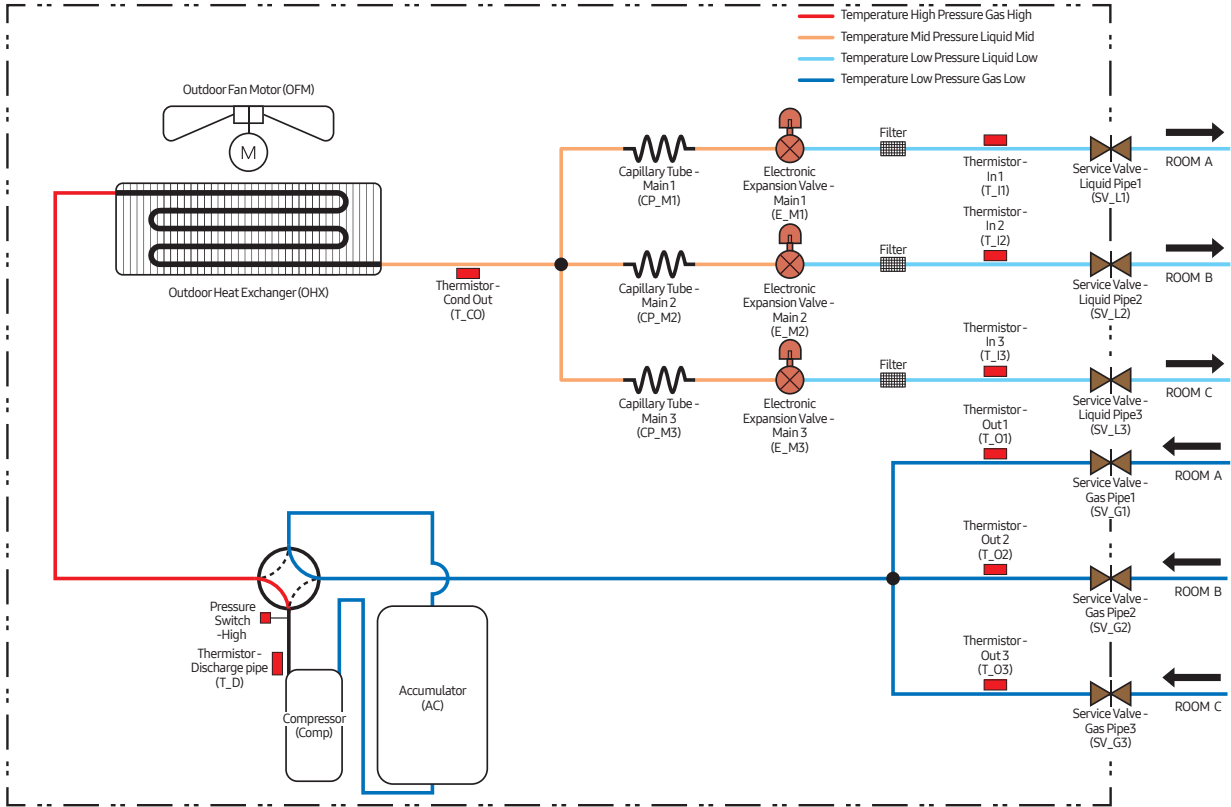 Temperature High Pressure Gas High
Temperature Mid Pressure Liquid Mid
Temperature Low Pressure Liquid Low
Temperature Low Pressure Gas Low
Outdoor Fan Motor (OFM)
M
Outdoor Heat Exchanger (OHX)
Thermistor -
Cond Out
(T_CO)
Capillary Tube -
Main 1
(CP_M1)
Electronic
Expansion Valve -
Main 1
(E_M1)
Filter
Thermistor -
In 1
(T_I1)
Service Valve -
Liquid Pipe1
(SV_L1)
ROOM A
Capillary Tube -
Main 2
(CP_M2)
Electronic
Expansion Valve -
Main 2
(E_M2)
Filter
Thermistor -
In 2
(T_I2)
Service Valve -
Liquid Pipe2
(SV_L2)
ROOM B
Capillary Tube -
Main 3
(CP_M3)
Electronic
Expansion Valve -
Main 3
(E_M3)
Filter
Thermistor -
In 3
(T_I3)
Service Valve -
Liquid Pipe3
(SV_L3)
ROOM C
Thermistor -
Out 1
(T_O1)
Service Valve -
Gas Pipe1
(SV_G1)
ROOM A
Thermistor -
Out 2
(T_O2)
Service Valve -
Gas Pipe2
(SV_G2)
ROOM B
Thermistor -
Out 3
(T_O3)
Service Valve -
Gas Pipe3
(SV_G3)
ROOM C
Pressure
Switch
-High
Thermistor -
Discharge pipe
(T_D)
Compressor
(Comp)
Accumulator
(AC)